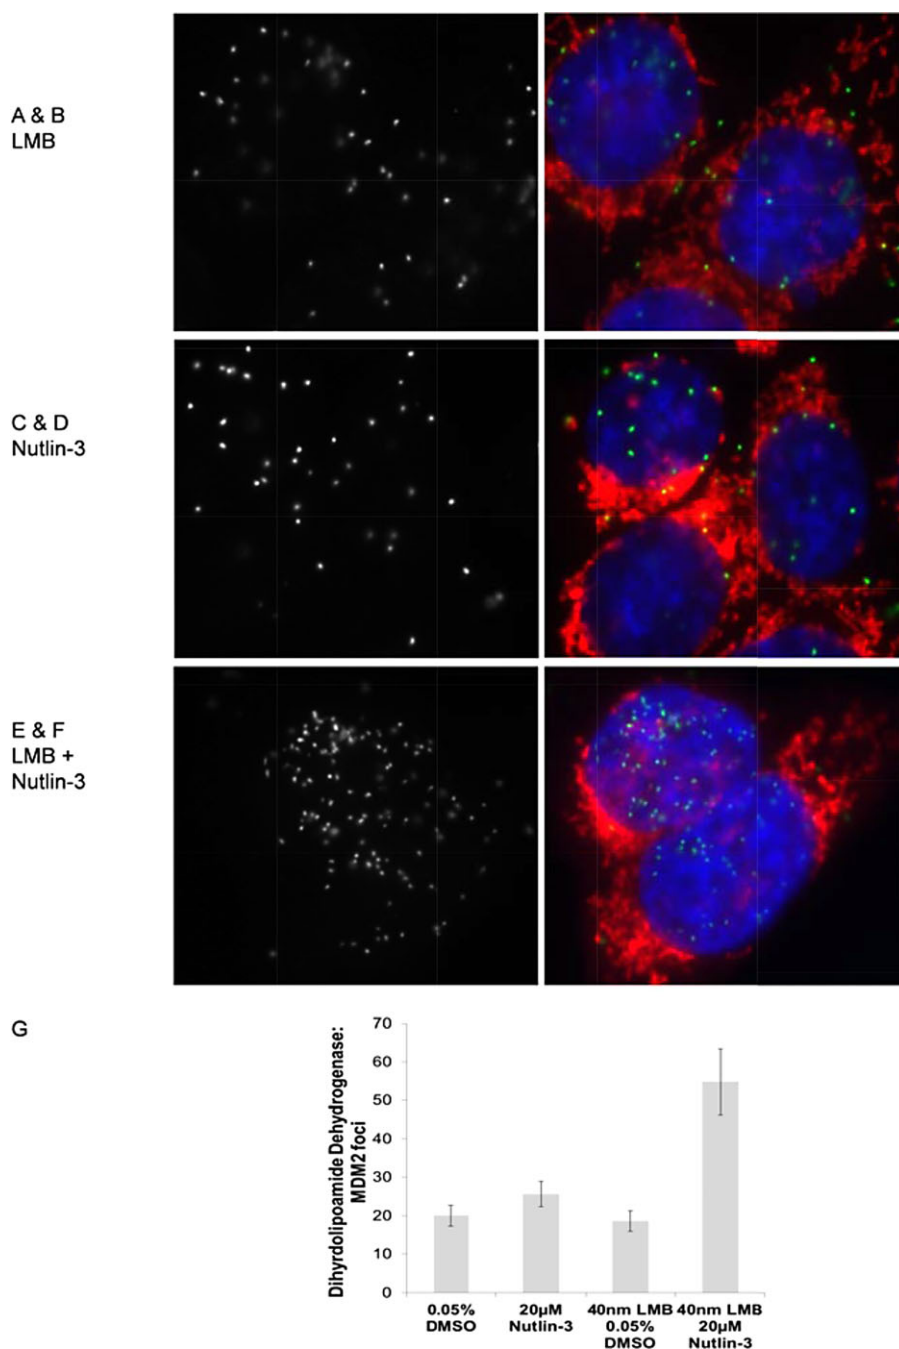 A & B
LMB
C & D
Nutlin-3
E & F
LMB +
Nutlin-3
G
Dihyrdolipoamide Dehydrogenase:
MDM2 foci
70
60
50
40
30
20
10
0
0.05%
DMSO
20µM
Nutlin-3
40nm LMB
0.05%
DMSO
40nm LMB
20µM
Nutlin-3